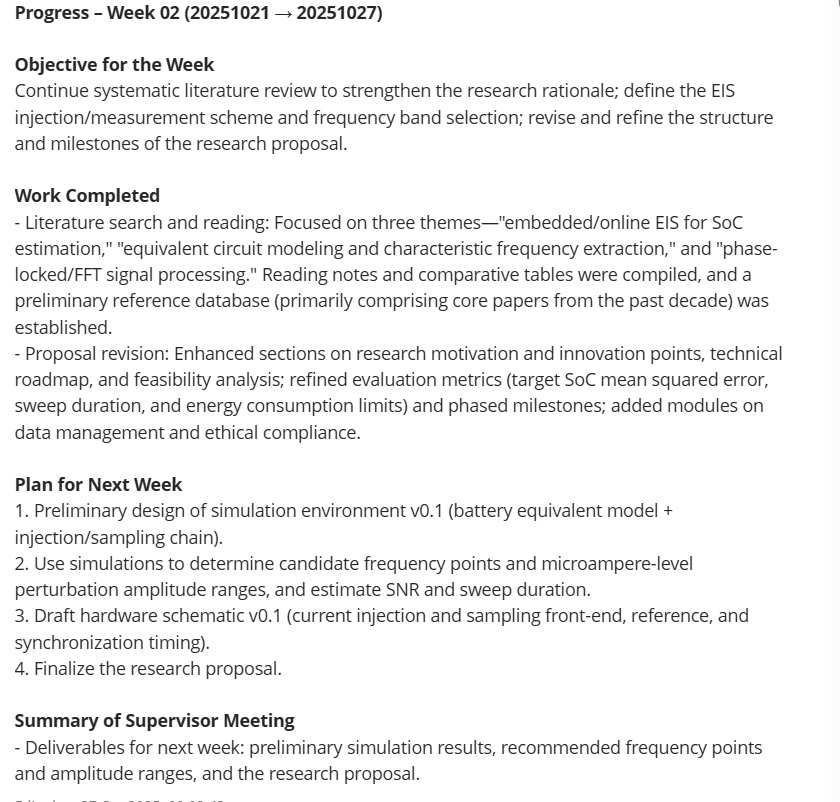 Progress – Week 02 (20251021 → 20251027)
Objective for the Week
Continue systematic literature review to strengthen the research rationale; define the EIS
injection/measurement scheme and frequency band selection; revise and refine the structure
and milestones of the research proposal.
Work Completed
- Literature search and reading: Focused on three themes—"embedded/online EIS for SoC
estimation," "equivalent circuit modeling and characteristic frequency extraction," and "phase-
locked/FFT signal processing." Reading notes and comparative tables were compiled, and a
preliminary reference database (primarily comprising core papers from the past decade) was
established.
- Proposal revision: Enhanced sections on research motivation and innovation points, technical
roadmap, and feasibility analysis; refined evaluation metrics (target SoC mean squared error,
sweep duration, and energy consumption limits) and phased milestones; added modules on
data management and ethical compliance.
Plan for Next Week
1. Preliminary design of simulation environment v0.1 (battery equivalent model +
injection/sampling chain).
2. Use simulations to determine candidate frequency points and microampere-level
perturbation amplitude ranges, and estimate SNR and sweep duration.
3. Draft hardware schematic v0.1 (current injection and sampling front-end, reference, and
synchronization timing).
4. Finalize the research proposal.
Summary of Supervisor Meeting
- Deliverables for next week: preliminary simulation results, recommended frequency points
and amplitude ranges, and the research proposal.